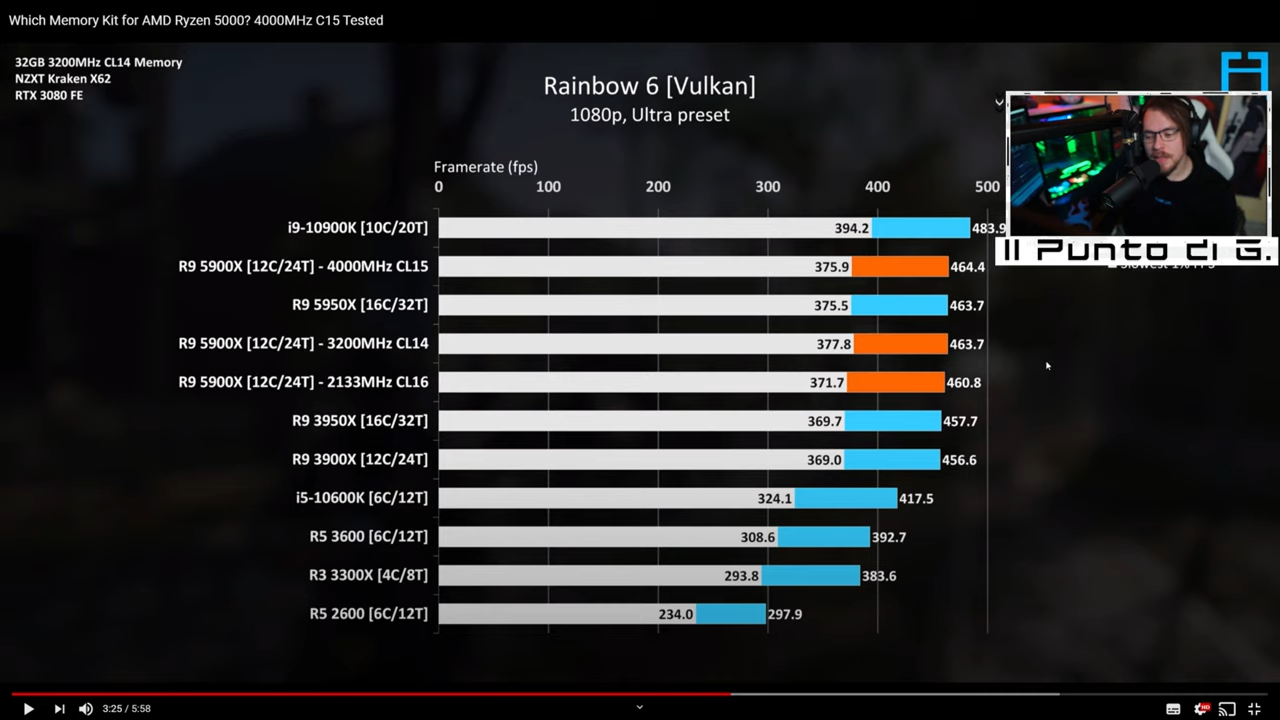 Which Memory Kit for AMD Ryzen 5000? 4000MHz C15 Tested
32GB 3200MHz CL14 Memory
NZXT Kraken X62
RTX 3080 FE
Rainbow 6 [Vulkan]
1080p, Ultra preset
Framerate (fps)
0 100 200 300 400 500
i9-10900K [10C/20T] 394.2 483.9
Il Punto di G.
R9 5900X [12C/24T] - 4000MHz CL15 375.9 464.4
R9 5950X [16C/32T] 375.5 463.7
R9 5900X [12C/24T] - 3200MHz CL14 377.8 463.7
R9 5900X [12C/24T] - 2133MHz CL16 371.7 460.8
R9 3950X [16C/32T] 369.7 457.7
R9 3900X [12C/24T] 369.0 456.6
i5-10600K [6C/12T] 324.1 417.5
R5 3600 [6C/12T] 308.6 392.7
R3 3300X [4C/8T] 293.8 383.6
R5 2600 [6C/12T] 234.0 297.9
3:25 / 5:58
HD